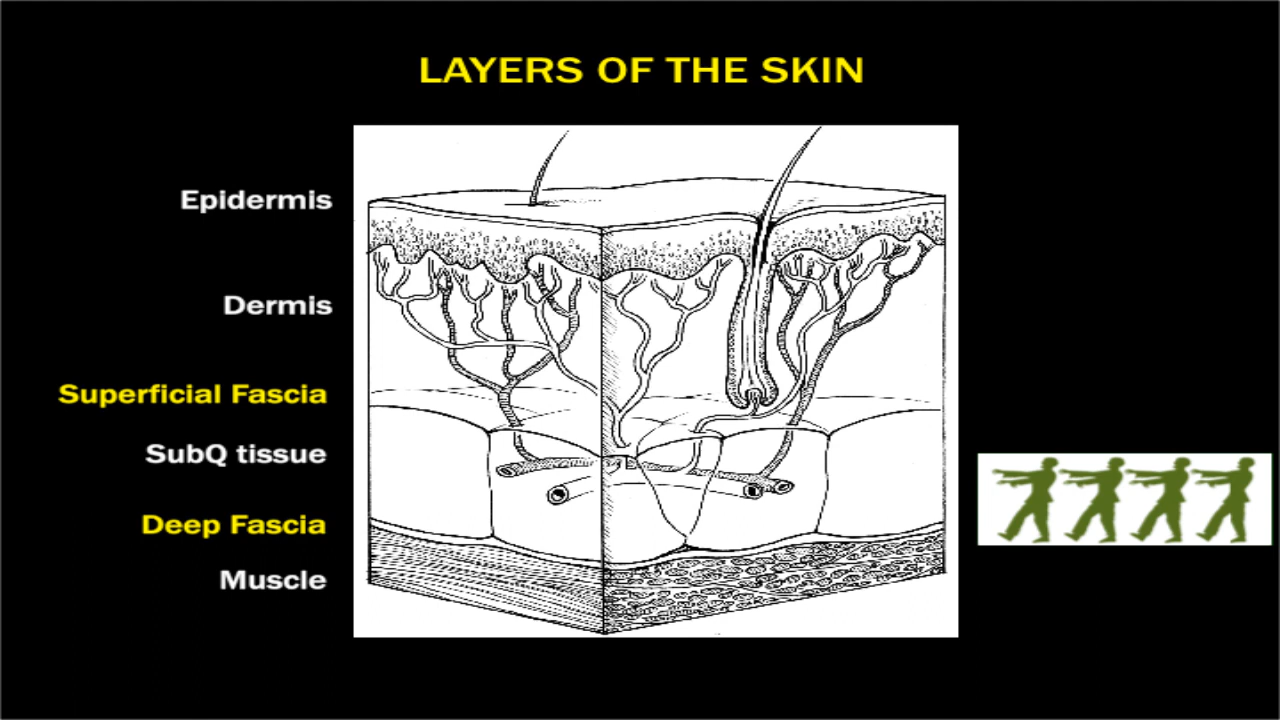 LAYERS OF THE SKIN
Epidermis
Dermis
Superficial Fascia
SubQ tissue
Deep Fascia
Muscle